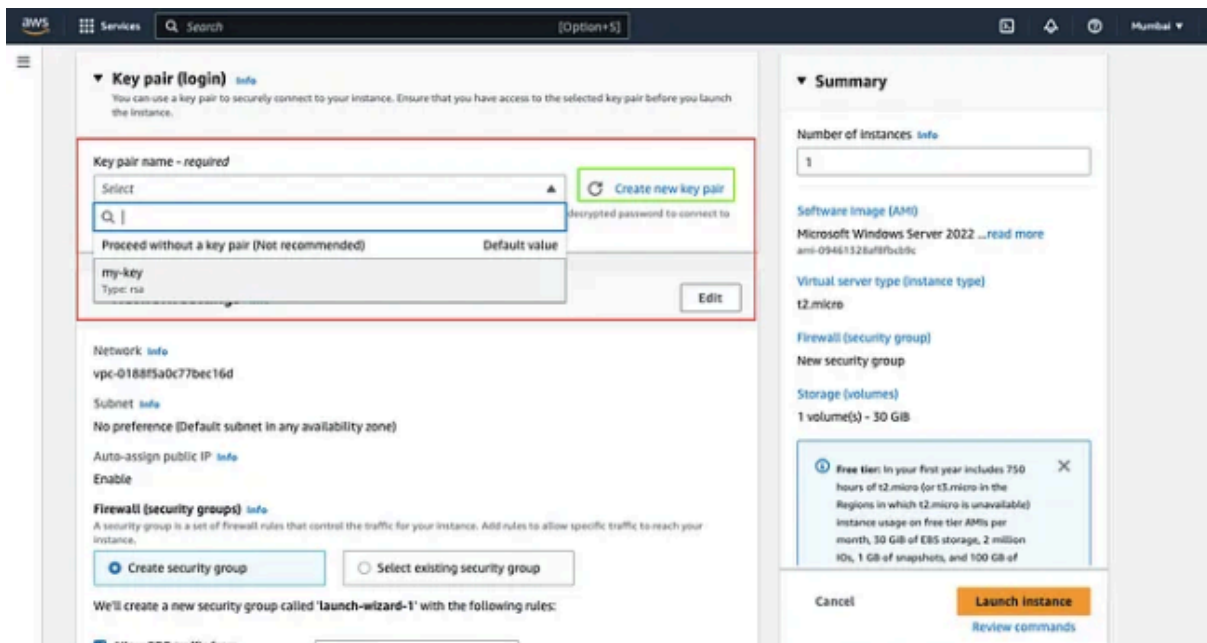 aws
Services
Search
[Option+S]
Mumbai
Key pair (login) Info
You can use a key pair to securely connect to your instance. Ensure that you have access to the selected key pair before you launch
the instance.
Key pair name - required
Select
Create new key pair
decrypted password to connect to
Proceed without a key pair (Not recommended)
Default value
my-key
Type: rsa
Edit
Network Info
vpc-0188f5a0c77bec16d
Subnet Info
No preference (Default subnet in any availability zone)
Auto-assign public IP Info
Enable
Firewall (security groups) Info
A security group is a set of firewall rules that control the traffic for your instance. Add rules to allow specific traffic to reach your
instance.
Create security group
Select existing security group
We'll create a new security group called 'launch-wizard-1' with the following rules:
Summary
Number of instances Info
1
Software Image (AMI)
Microsoft Windows Server 2022 ...read more
Virtual server type (instance type)
t2.micro
Firewall (security group)
New security group
Storage (volumes)
1 volume(s) - 30 GiB
Free tier: In your first year includes 750
hours of t2.micro (or t3.micro in the
Regions in which t2.micro is unavailable)
instance usage on free tier AMIs per
month, 30 GiB of EBS storage, 2 million
IOs, 1 GB of snapshots, and 100 GB of
Cancel
Launch instance
Review commands